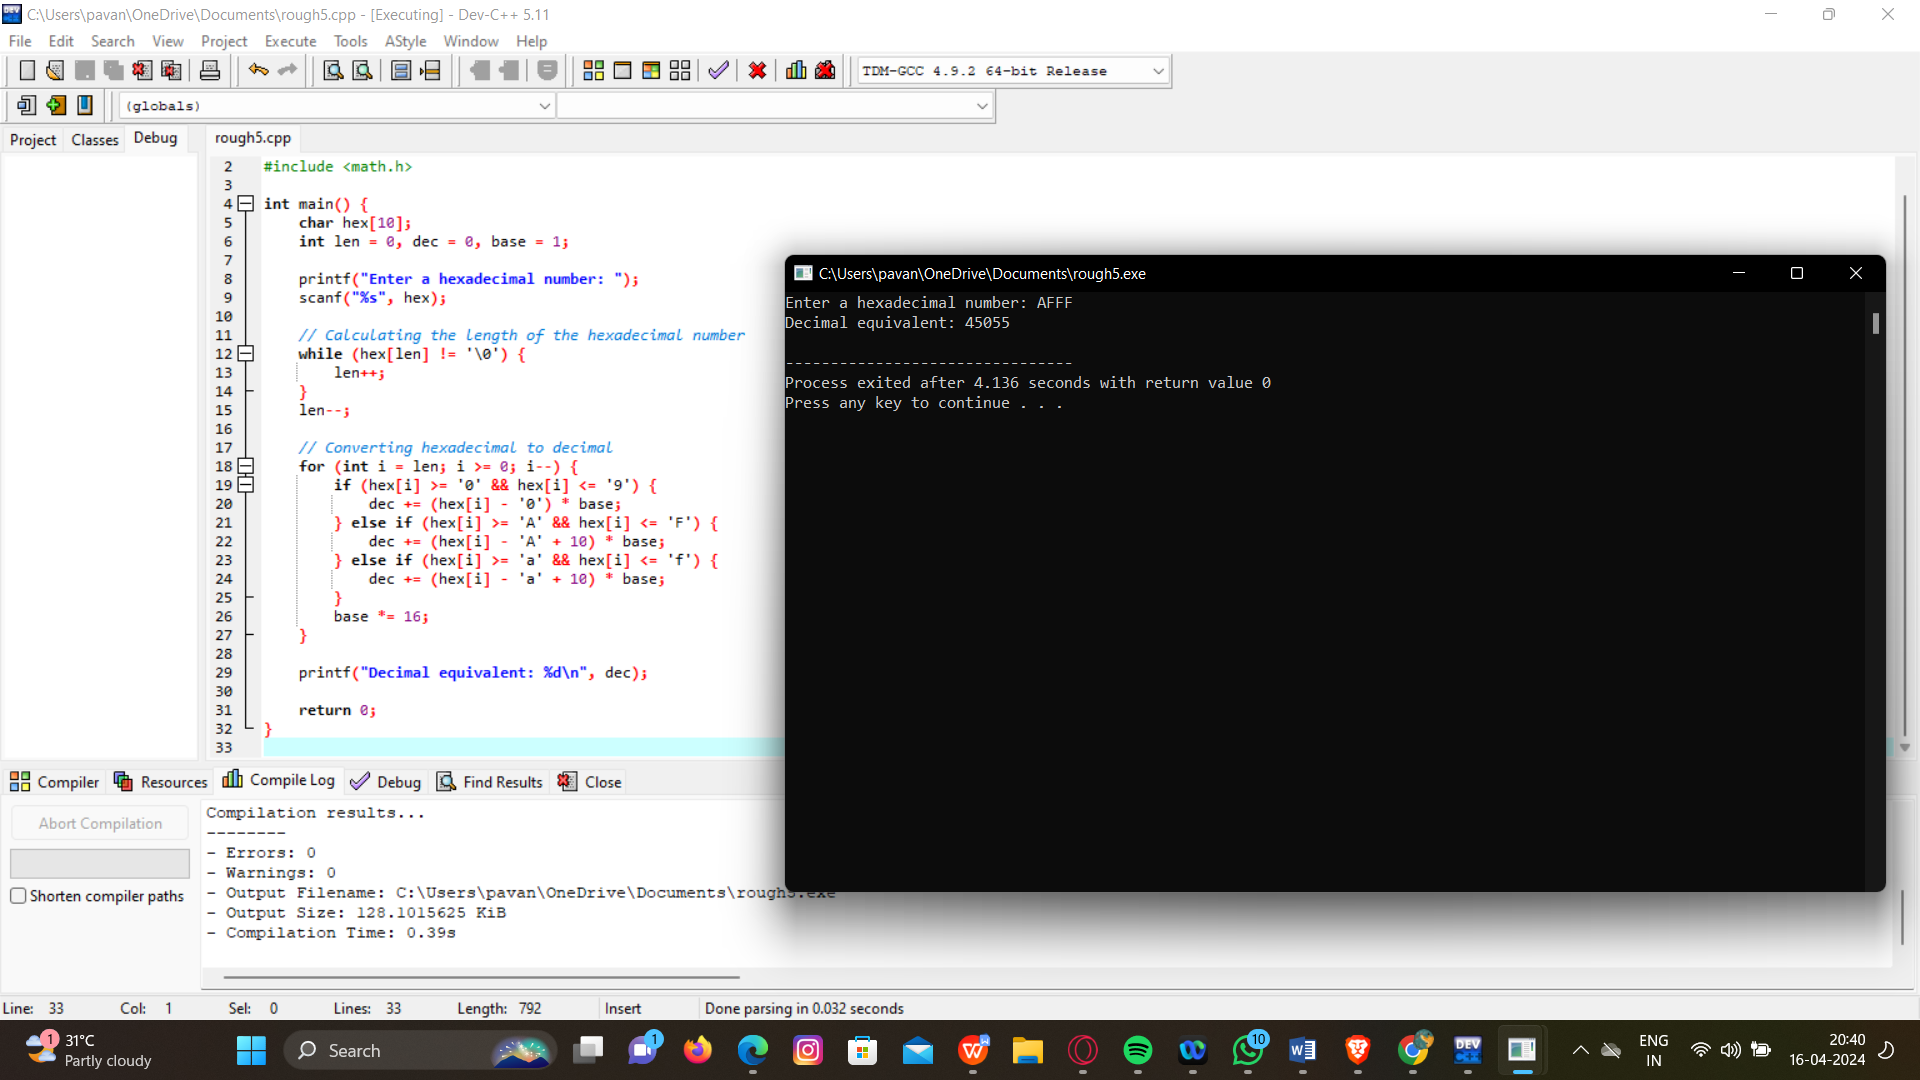 C:\Users\pavan\OneDrive\Documents\rough5.cpp - [Executing] - Dev-C++ 5.11
File Edit Search View Project Execute Tools AStyle Window Help
TDM-GCC 4.9.2 64-bit Release
(globals)
Project Classes Debug
rough5.cpp
2 #include <math.h>
3
4 int main() {
5 char hex[10];
6 int len = 0, dec = 0, base = 1;
7
8 printf("Enter a hexadecimal number: ");
9 scanf("%s", hex);
10
11 // Calculating the length of the hexadecimal number
12 while (hex[len] != '\0') {
13 len++;
14 }
15 len--;
16
17 // Converting hexadecimal to decimal
18 for (int i = len; i >= 0; i--) {
19 if (hex[i] >= '0' && hex[i] <= '9') {
20 dec += (hex[i] - '0') * base;
21 } else if (hex[i] >= 'A' && hex[i] <= 'F') {
22 dec += (hex[i] - 'A' + 10) * base;
23 } else if (hex[i] >= 'a' && hex[i] <= 'f') {
24 dec += (hex[i] - 'a' + 10) * base;
25 }
26 base *= 16;
27 }
28
29 printf("Decimal equivalent: %d\n", dec);
30
31 return 0;
32 }
33
C:\Users\pavan\OneDrive\Documents\rough5.exe
Enter a hexadecimal number: AFFF
Decimal equivalent: 45055
--------------------------------
Process exited after 4.136 seconds with return value 0
Press any key to continue . . .
Compiler Resources Compile Log Debug Find Results Close
Abort Compilation
Shorten compiler paths
Compilation results...
--------
- Errors: 0
- Warnings: 0
- Output Filename: C:\Users\pavan\OneDrive\Documents\rough5.exe
- Output Size: 128.1015625 KiB
- Compilation Time: 0.39s
Line: 33 Col: 1 Sel: 0 Lines: 33 Length: 792 Insert Done parsing in 0.032 seconds
1
31°C
Partly cloudy
Search
1
10
DEV
ENG
IN
20:40
16-04-2024